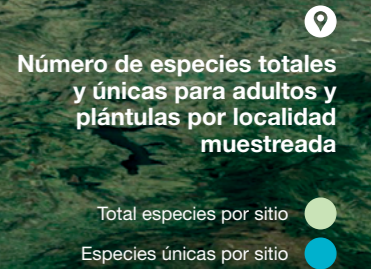 Número de especies totales
y únicas para adultos y
plántulas por localidad
muestreada
Total especies por sitio
Especies únicas por sitio